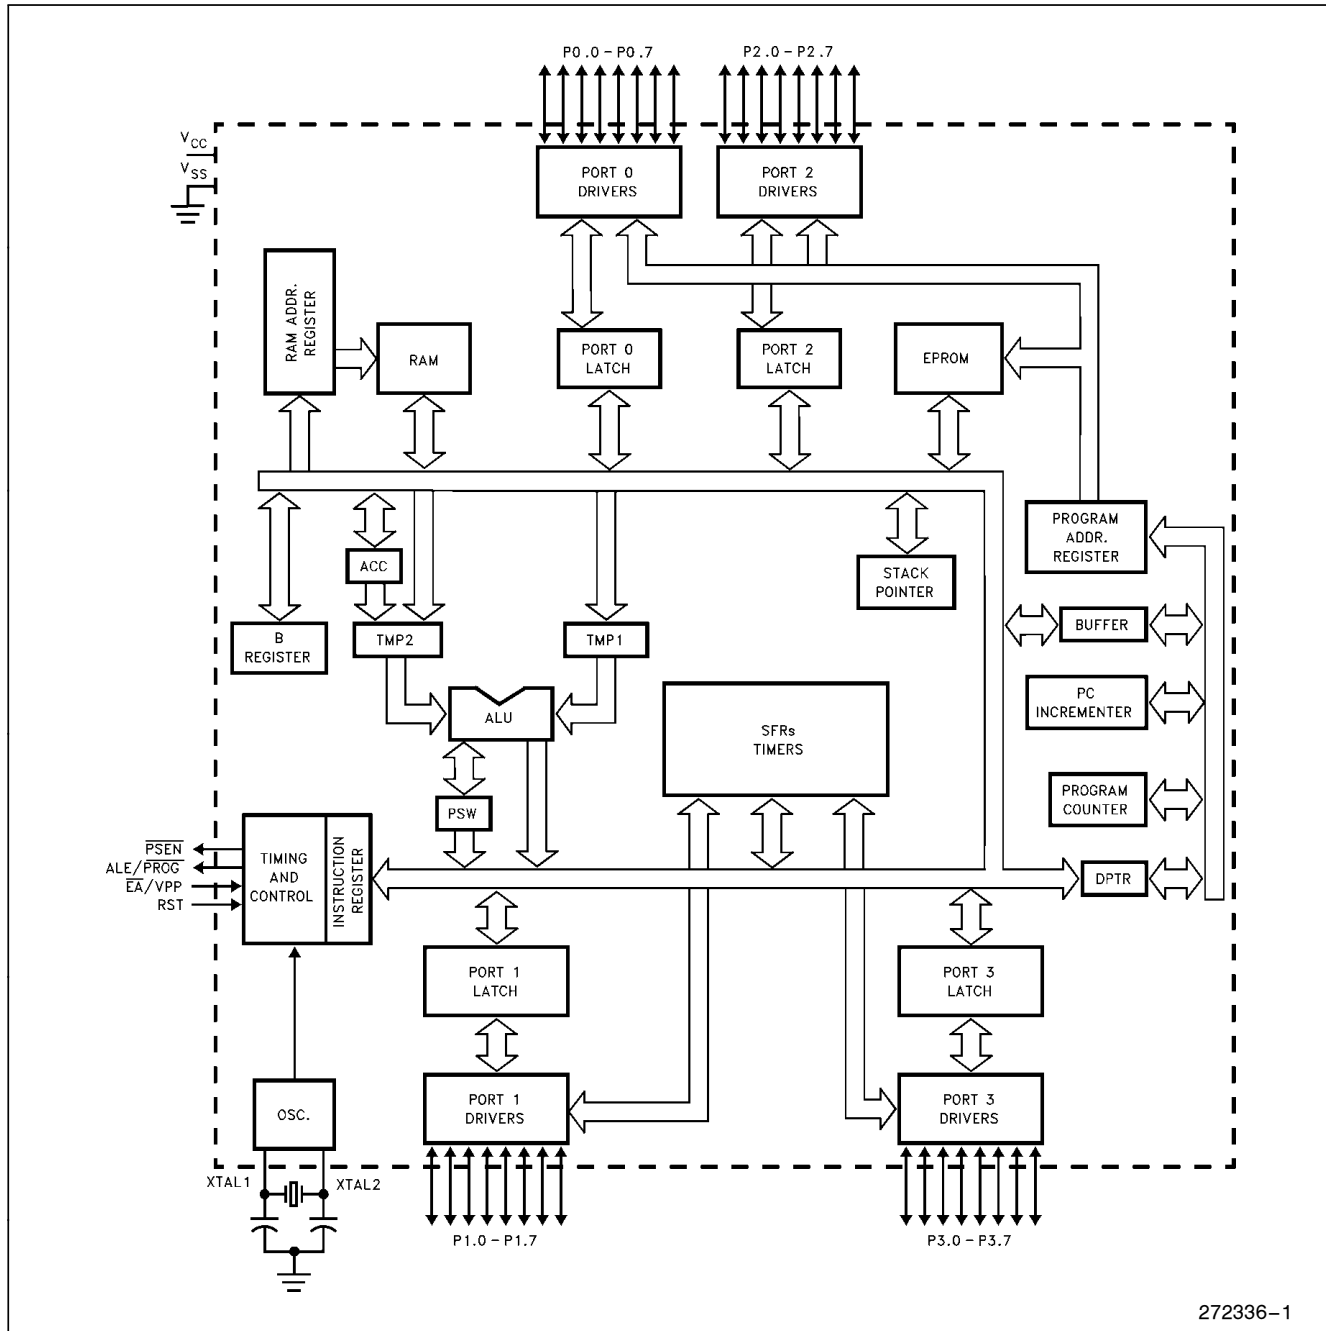 P0.0 – P0.7
P2.0 – P2.7
VCC
VSS
PORT 0
DRIVERS
PORT 2
DRIVERS
RAM ADDR.
REGISTER
RAM
PORT 0
LATCH
PORT 2
LATCH
EPROM
PROGRAM
ADDR.
REGISTER
ACC
STACK
POINTER
B
REGISTER
TMP2
TMP1
BUFFER
ALU
SFRs
TIMERS
PC
INCREMENTER
PSW
PROGRAM
COUNTER
PSEN
ALE/PROG
EA/VPP
RST
TIMING
AND
CONTROL
INSTRUCTION
REGISTER
DPTR
PORT 1
LATCH
PORT 3
LATCH
OSC.
PORT 1
DRIVERS
PORT 3
DRIVERS
XTAL1
XTAL2
P1.0 – P1.7
P3.0 – P3.7
272336–1